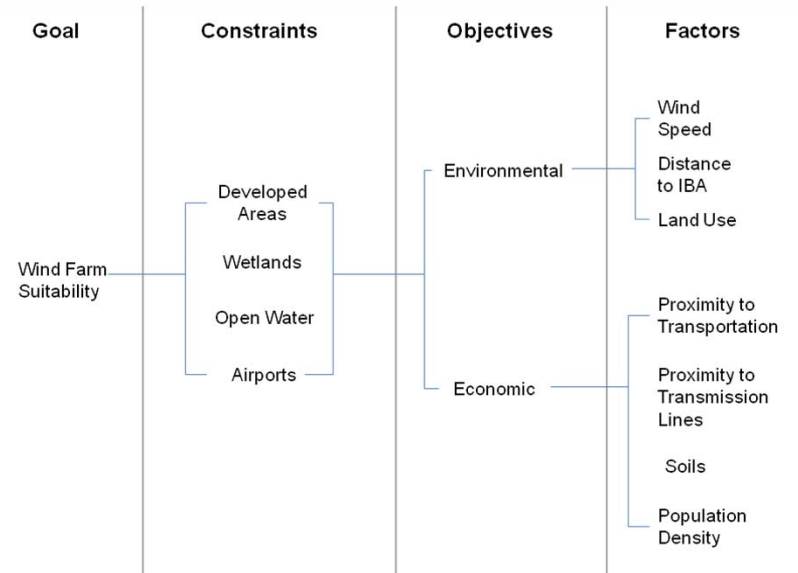 Goal
Constraints
Objectives
Factors
Wind Farm
Suitability
Developed
Areas
Wetlands
Open Water
Airports
Environmental
Economic
Wind
Speed
Distance
to IBA
Land Use
Proximity to
Transportation
Proximity to
Transmission
Lines
Soils
Population
Density